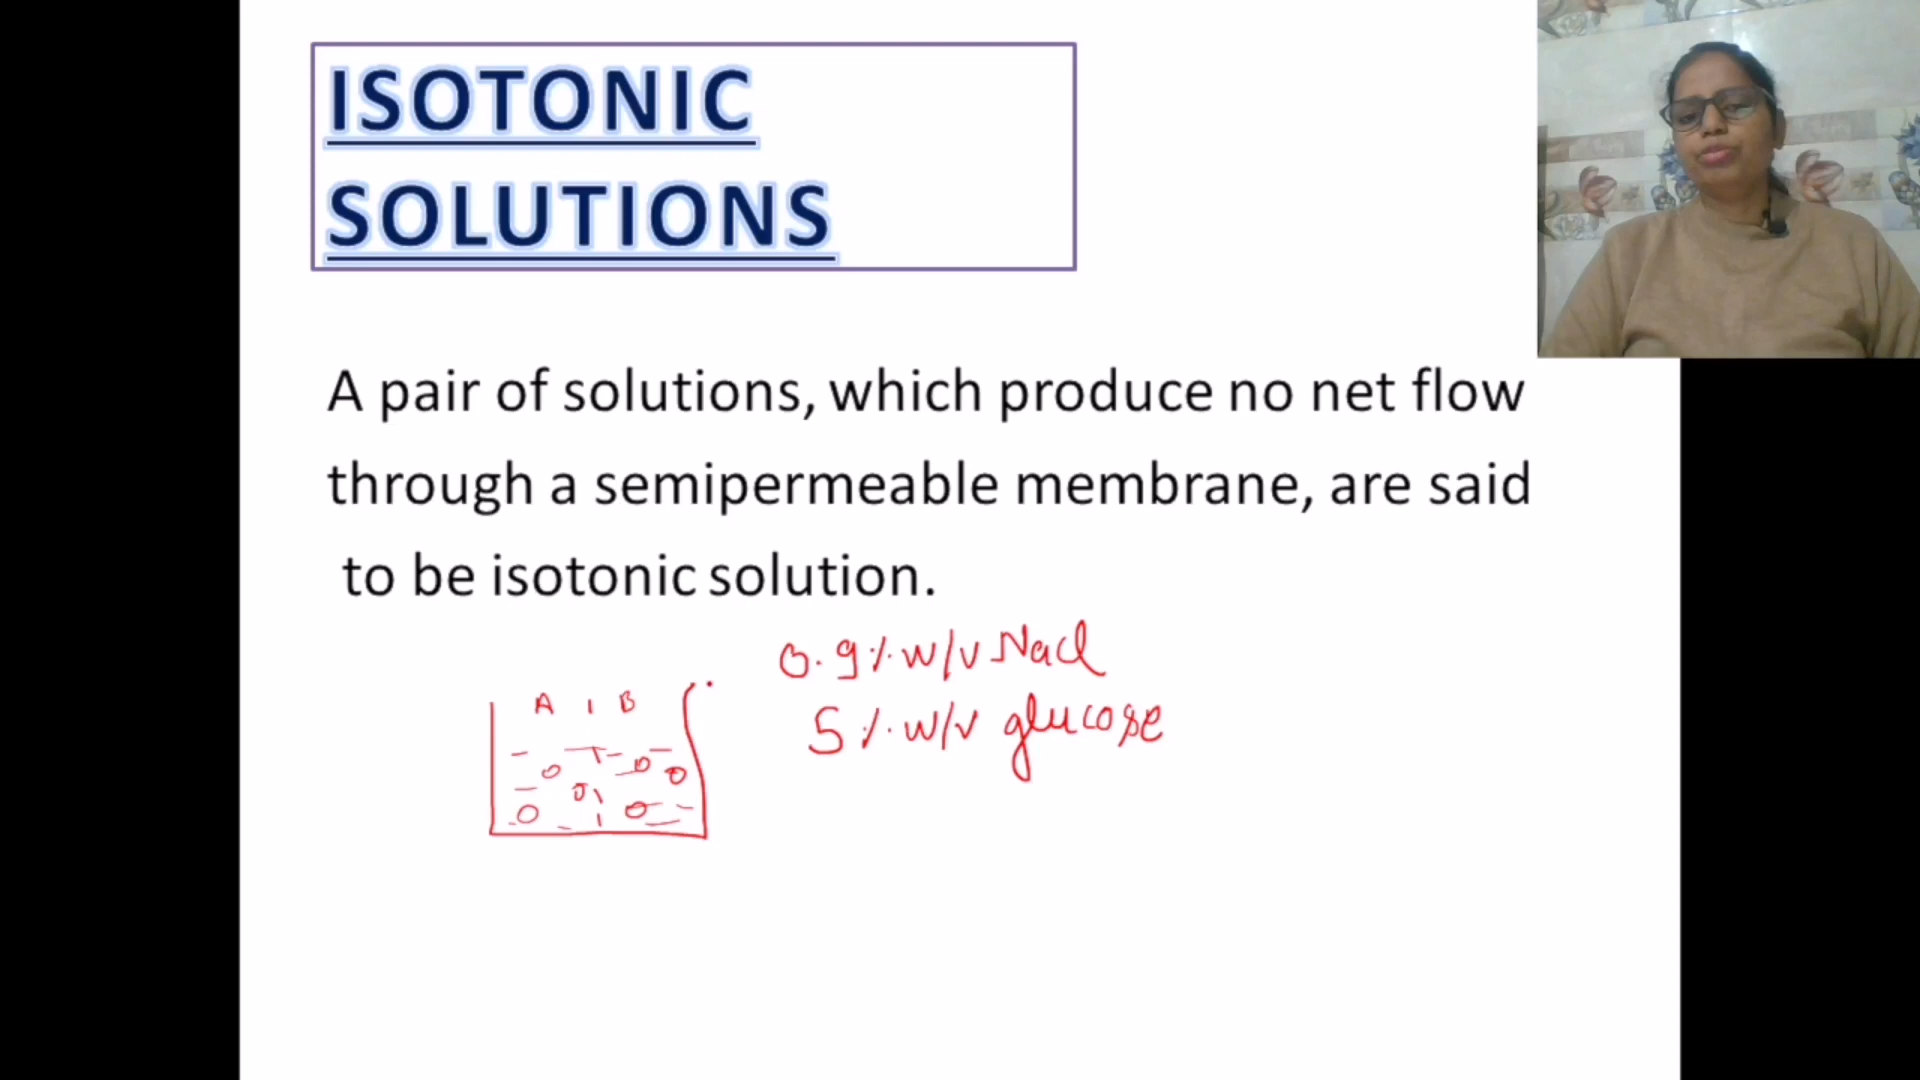 ISOTONIC
SOLUTIONS
A pair of solutions, which produce no net flow
through a semipermeable membrane, are said
to be isotonic solution.
0.9% w/v NaCl
A | B
5% w/v glucose